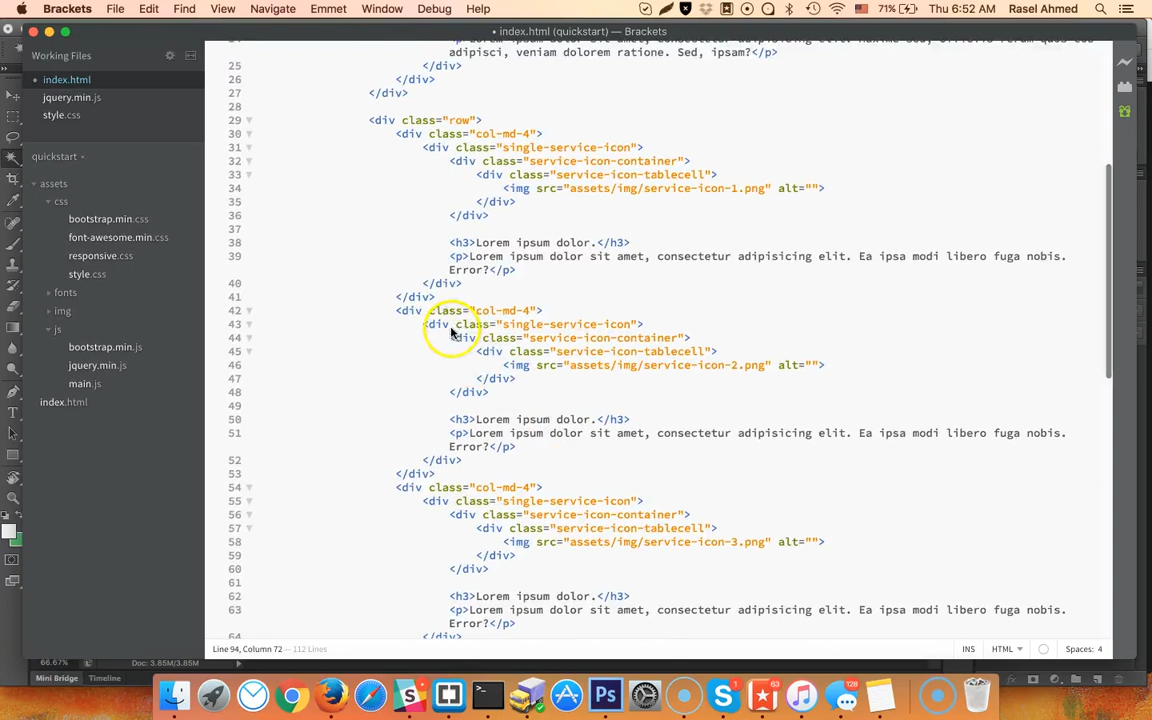 Brackets File Edit Find View Navigate Emmet Window Debug Help 71% Thu 6:52 AM Rasel Ahmed
• index.html (quickstart) — Brackets
Working Files
• index.html
jquery.min.js
style.css
quickstart
assets
css
bootstrap.min.css
font-awesome.min.css
responsive.css
style.css
fonts
img
js
bootstrap.min.js
jquery.min.js
main.js
index.html
adipisci, veniam dolorem ratione. Sed, ipsam?</p>
25 </div>
26 </div>
27 </div>
28
29 <div class="row">
30 <div class="col-md-4">
31 <div class="single-service-icon">
32 <div class="service-icon-container">
33 <div class="service-icon-tablecell">
34 <img src="assets/img/service-icon-1.png" alt="">
35 </div>
36 </div>
37
38 <h3>Lorem ipsum dolor.</h3>
39 <p>Lorem ipsum dolor sit amet, consectetur adipisicing elit. Ea ipsa modi libero fuga nobis.
Error?</p>
40 </div>
41 </div>
42 <div class="col-md-4">
43 <div class="single-service-icon">
44 <div class="service-icon-container">
45 <div class="service-icon-tablecell">
46 <img src="assets/img/service-icon-2.png" alt="">
47 </div>
48 </div>
49
50 <h3>Lorem ipsum dolor.</h3>
51 <p>Lorem ipsum dolor sit amet, consectetur adipisicing elit. Ea ipsa modi libero fuga nobis.
Error?</p>
52 </div>
53 </div>
54 <div class="col-md-4">
55 <div class="single-service-icon">
56 <div class="service-icon-container">
57 <div class="service-icon-tablecell">
58 <img src="assets/img/service-icon-3.png" alt="">
59 </div>
60 </div>
61
62 <h3>Lorem ipsum dolor.</h3>
63 <p>Lorem ipsum dolor sit amet, consectetur adipisicing elit. Ea ipsa modi libero fuga nobis.
Error?</p>
64 </div>
Line 94, Column 72 — 112 Lines INS HTML Spaces: 4
66.67% Doc: 3.85M/3.85M
Mini Bridge Timeline
1 63 128
Ps